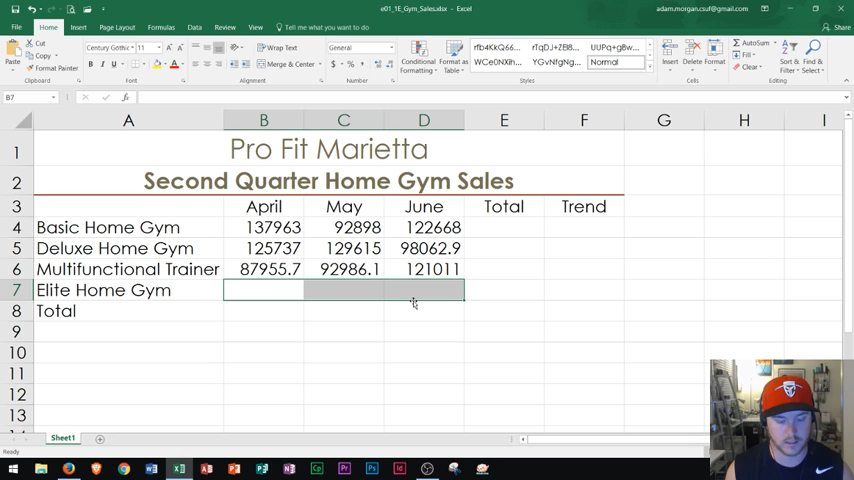 e01_1E_Gym_Sales.xlsx - Excel
adam.morgan.csuf@gmail.com
File Home Insert Page Layout Formulas Data Review View Tell me what you want to do... Share
Cut
Copy
Format Painter
Paste
Clipboard
Century Gothic 11
Font
Wrap Text
Merge & Center
Alignment
General
Number
Conditional Formatting
Format as Table
Normal
Styles
Insert Delete Format
Cells
AutoSum
Fill
Clear
Sort & Filter
Find & Select
Editing
B7
A B C D E F G H I
1 Pro Fit Marietta
2 Second Quarter Home Gym Sales
3 April May June Total Trend
4 Basic Home Gym 137963 92898 122668
5 Deluxe Home Gym 125737 129615 98062.9
6 Multifunctional Trainer 87955.7 92986.1 121011
7 Elite Home Gym
8 Total
9
10
11
12
13
Sheet1
Ready